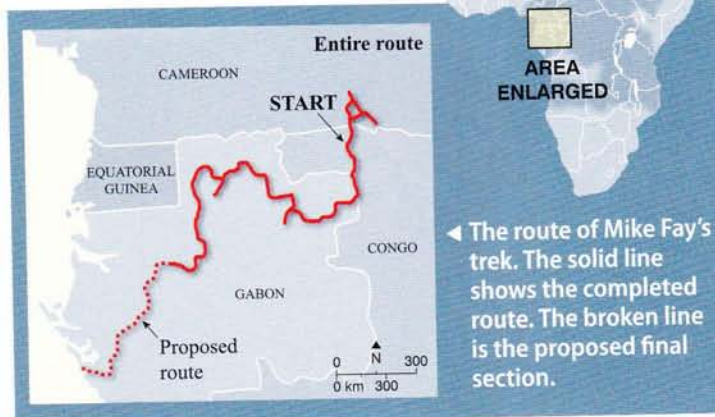 Entire route
CAMEROON
START
EQUATORIAL
GUINEA
CONGO
GABON
Proposed
route
N
0 300
0 km 300
AREA
ENLARGED
◄ The route of Mike Fay's
trek. The solid line
shows the completed
route. The broken line
is the proposed final
section.